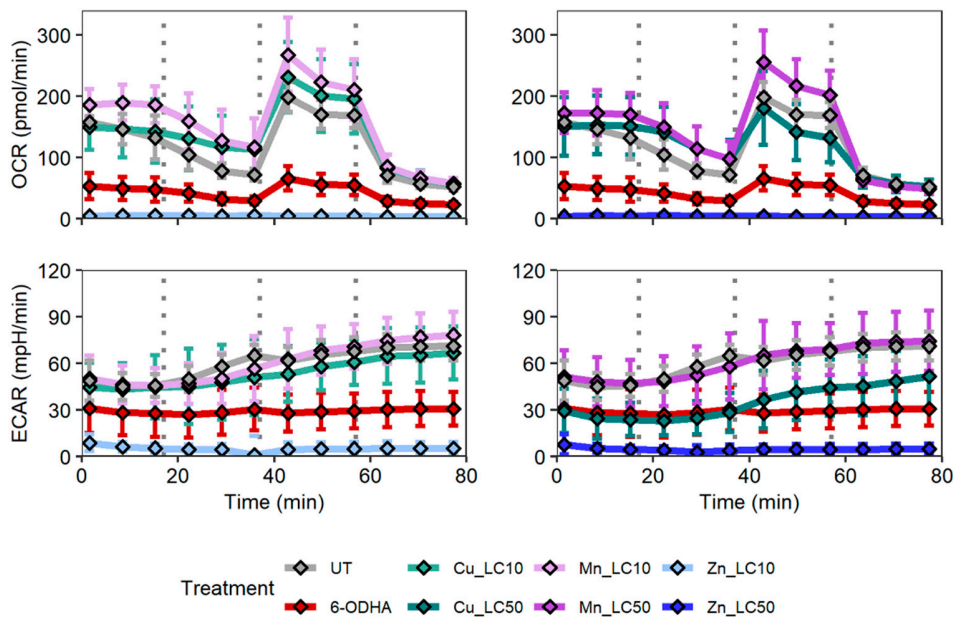 OCR (pmol/min)
300
200
100
0
300
200
100
0
ECAR (mpH/min)
120
90
60
30
0
0 20 40 60 80
Time (min)
120
90
60
30
0
0 20 40 60 80
Time (min)
Treatment
UT Cu_LC10 Mn_LC10 Zn_LC10
6-ODHA Cu_LC50 Mn_LC50 Zn_LC50